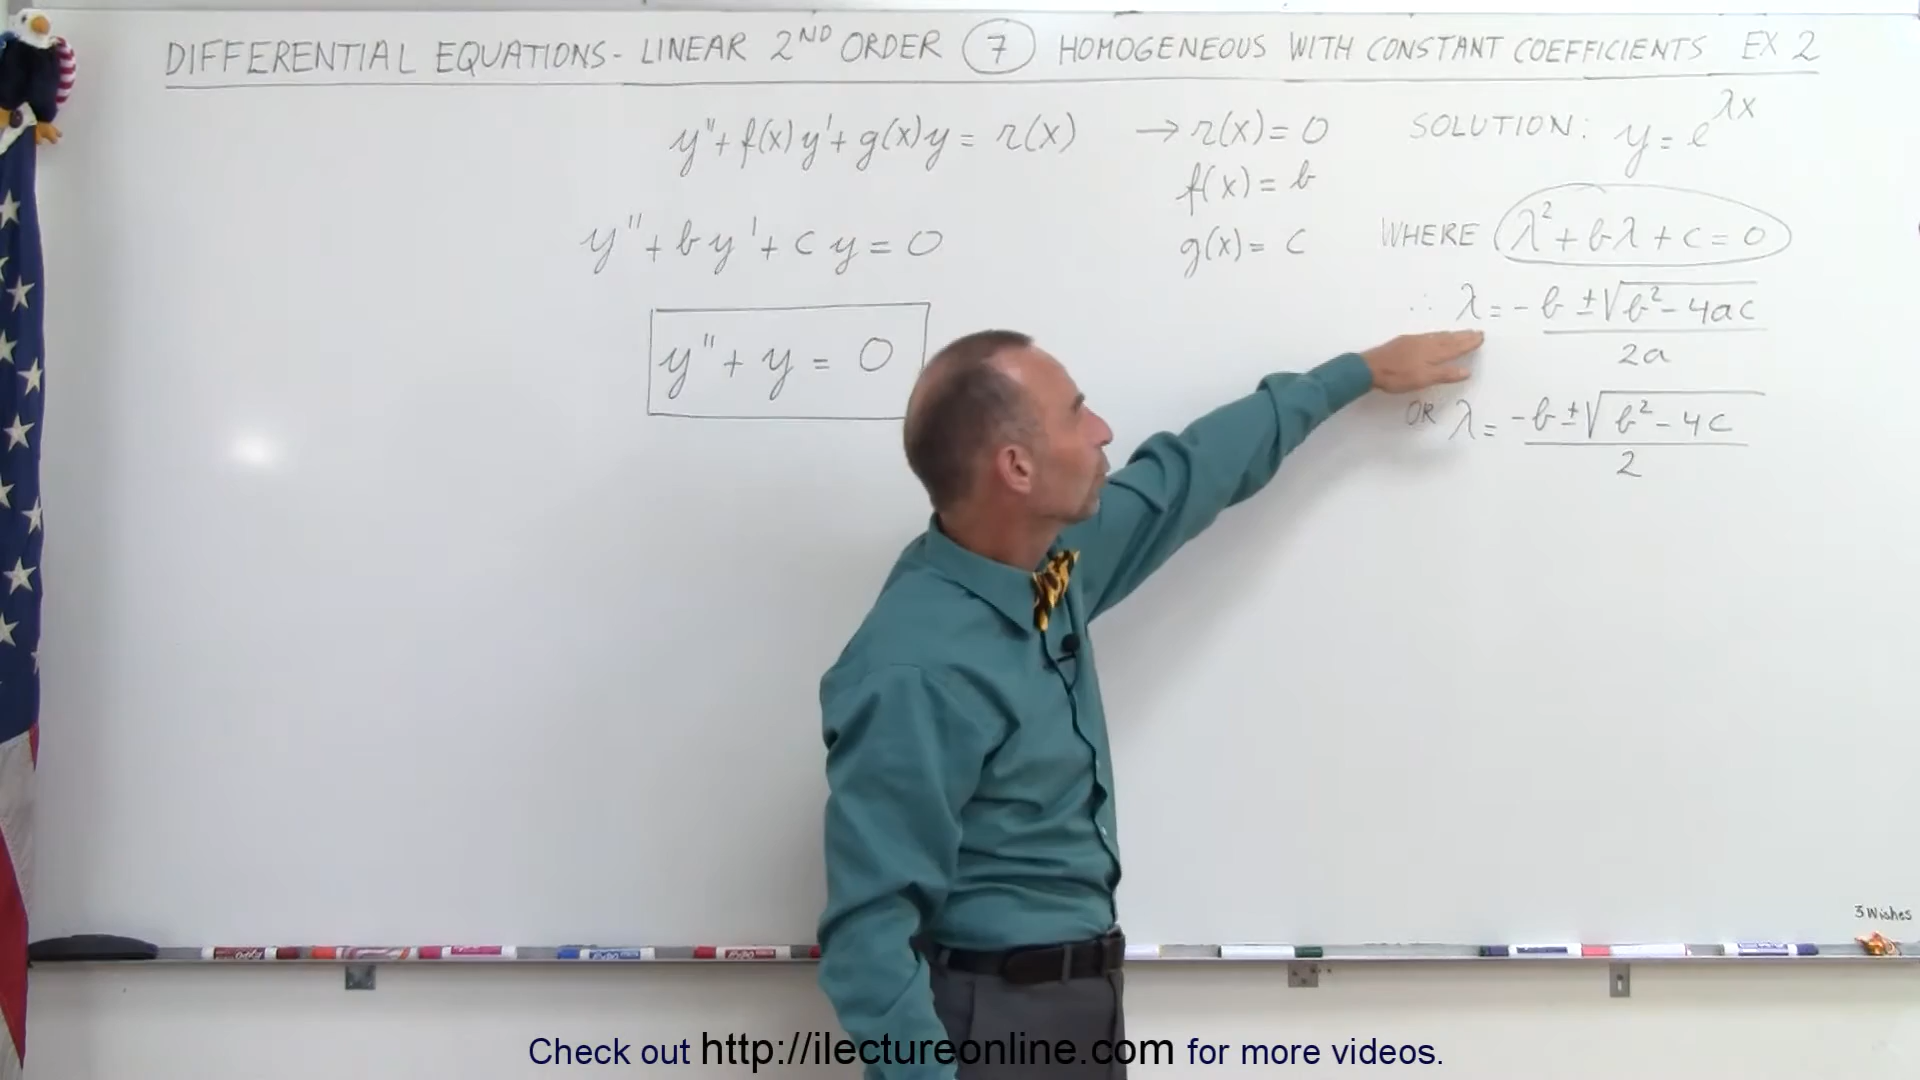 DIFFERENTIAL EQUATIONS - LINEAR 2ND ORDER 7 HOMOGENEOUS WITH CONSTANT COEFFICIENTS EX 2
y'' + f(x) y' + g(x) y = r(x) → r(x) = 0
f(x) = b
g(x) = c
y'' + b y' + c y = 0
y'' + y = 0
SOLUTION: y = e^λx
WHERE λ² + bλ + c = 0
∴ λ = -b ± √b² - 4ac / 2a
OR λ = -b ± √b² - 4c / 2
3 Wishes
Check out http://ilectureonline.com for more videos.